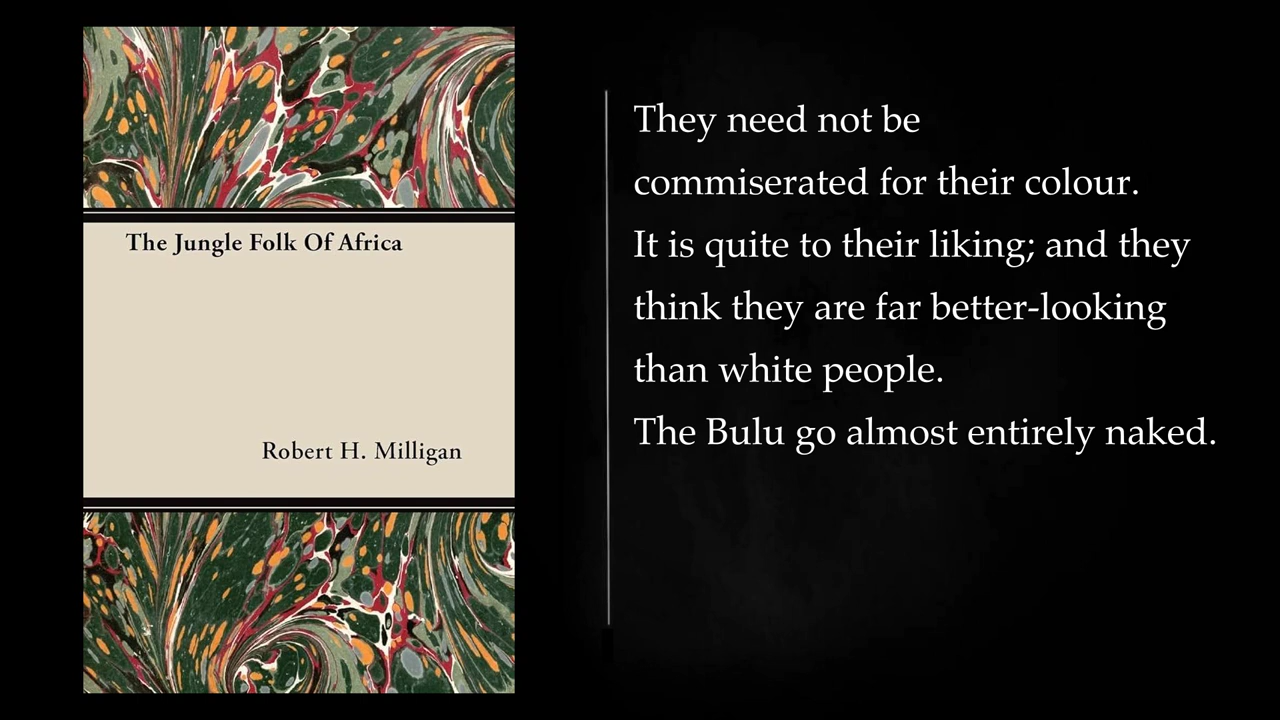 The Jungle Folk Of Africa
Robert H. Milligan
They need not be
commiserated for their colour.
It is quite to their liking; and they
think they are far better-looking
than white people.
The Bulu go almost entirely naked.